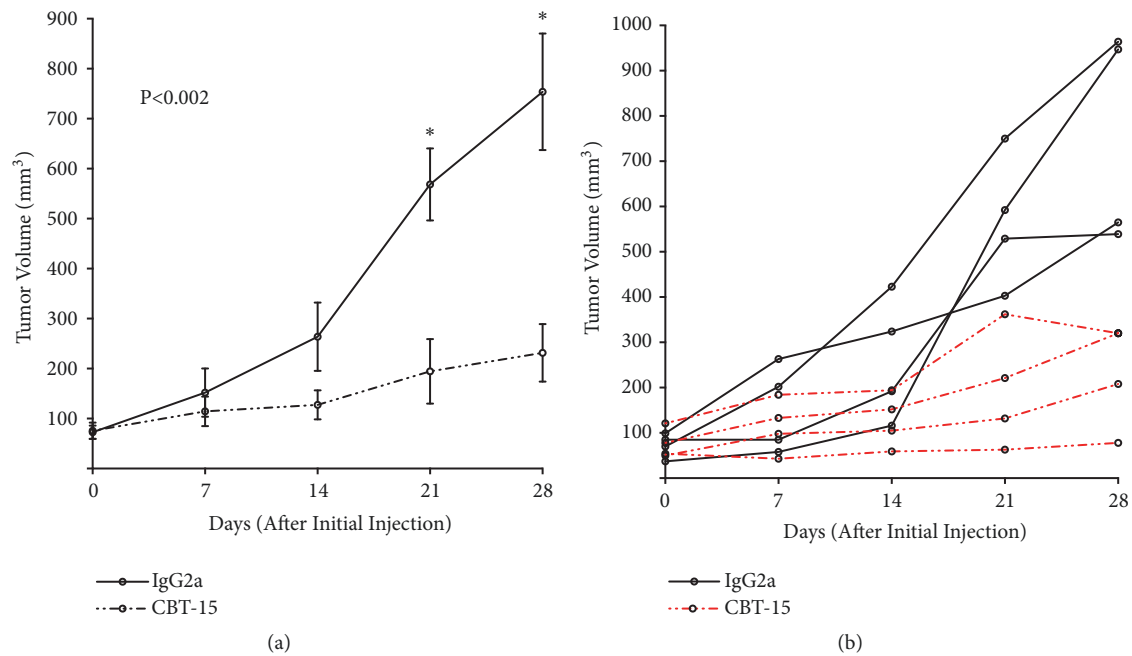 900
800
700
600
500
400
300
200
100
P<0.002
*
*
Tumor Volume (mm³)
0 7 14 21 28
Days (After Initial Injection)
IgG2a
CBT-15
(a)
1000
900
800
700
600
500
400
300
200
100
Tumor Volume (mm³)
0 7 14 21 28
Days (After Initial Injection)
IgG2a
CBT-15
(b)